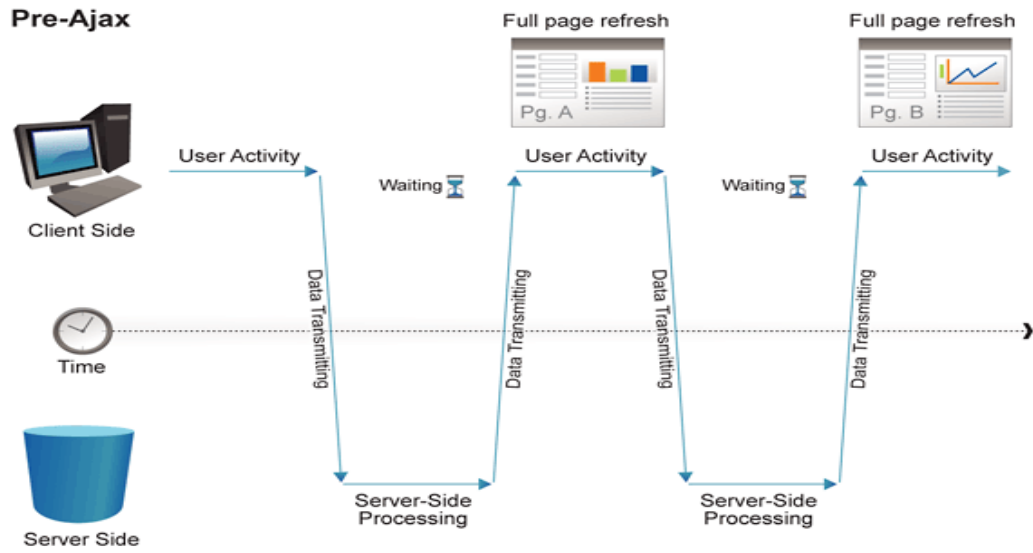 Pre-Ajax
Full page refresh
Full page refresh
Pg. A
Pg. B
User Activity
User Activity
User Activity
Waiting
Waiting
Client Side
Data Transmitting
Data Transmitting
Data Transmitting
Data Transmitting
Time
Server-Side
Processing
Server-Side
Processing
Server Side